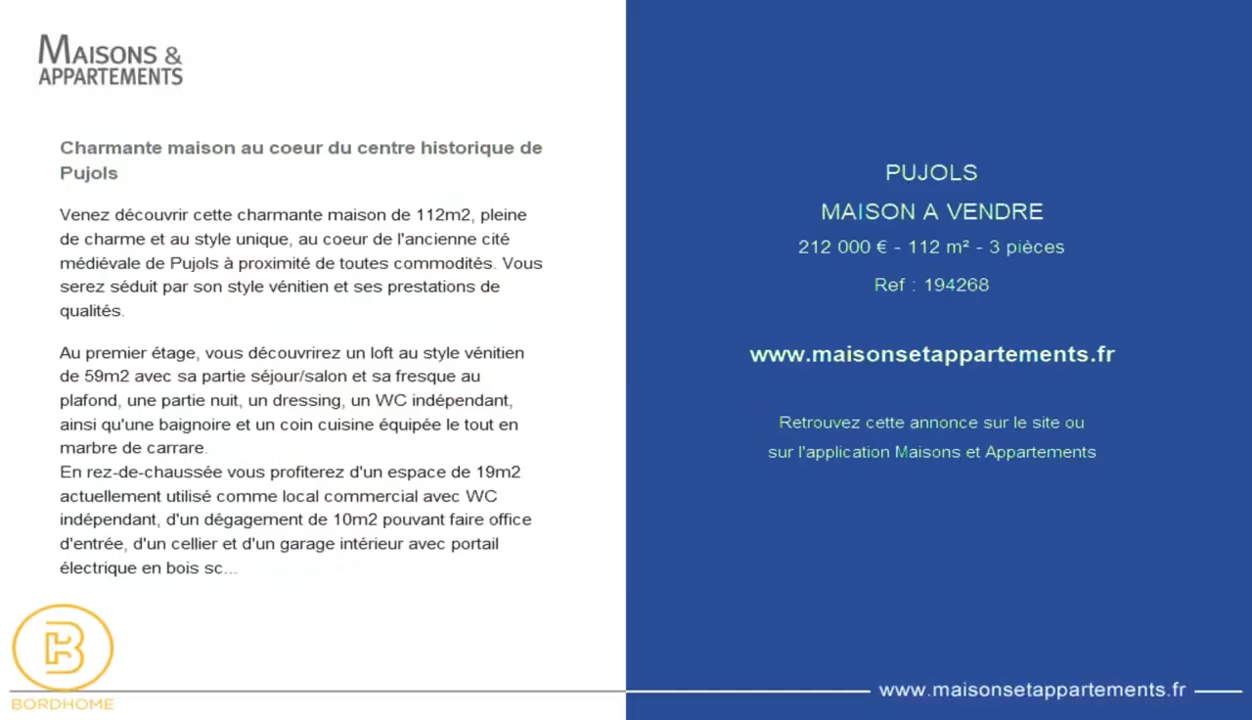 MAISONS &
APPARTEMENTS
Charmante maison au coeur du centre historique de
Pujols
Venez découvrir cette charmante maison de 112m2, pleine
de charme et au style unique, au coeur de l'ancienne cité
médiévale de Pujols à proximité de toutes commodités. Vous
serez séduit par son style vénitien et ses prestations de
qualités.
Au premier étage, vous découvrirez un loft au style vénitien
de 59m2 avec sa partie séjour/salon et sa fresque au
plafond, une partie nuit, un dressing, un WC indépendant,
ainsi qu'une baignoire et un coin cuisine équipée le tout en
marbre de carrare.
En rez-de-chaussée vous profiterez d'un espace de 19m2
actuellement utilisé comme local commercial avec WC
indépendant, d'un dégagement de 10m2 pouvant faire office
d'entrée, d'un cellier et d'un garage intérieur avec portail
électrique en bois sc...
BORDHOME
PUJOLS
MAISON A VENDRE
212 000 € - 112 m² - 3 pièces
Ref : 194268
www.maisonsetappartements.fr
Retrouvez cette annonce sur le site ou
sur l'application Maisons et Appartements
www.maisonsetappartements.fr